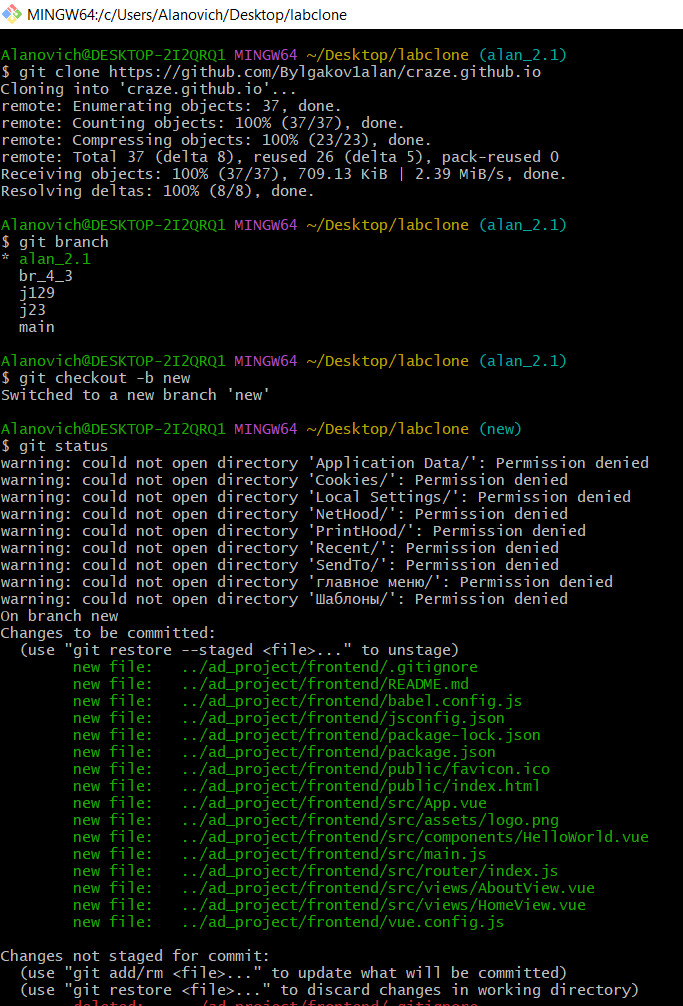 MINGW64:/c/Users/Alanovich/Desktop/labclone
Alanovich@DESKTOP-2I2QRQ1 MINGW64 ~/Desktop/labclone (alan_2.1)
$ git clone https://github.com/Bylgakov1alan/craze.github.io
Cloning into 'craze.github.io'...
remote: Enumerating objects: 37, done.
remote: Counting objects: 100% (37/37), done.
remote: Compressing objects: 100% (23/23), done.
remote: Total 37 (delta 8), reused 26 (delta 5), pack-reused 0
Receiving objects: 100% (37/37), 709.13 KiB | 2.39 MiB/s, done.
Resolving deltas: 100% (8/8), done.
Alanovich@DESKTOP-2I2QRQ1 MINGW64 ~/Desktop/labclone (alan_2.1)
$ git branch
* alan_2.1
br_4_3
j129
j23
main
Alanovich@DESKTOP-2I2QRQ1 MINGW64 ~/Desktop/labclone (alan_2.1)
$ git checkout -b new
Switched to a new branch 'new'
Alanovich@DESKTOP-2I2QRQ1 MINGW64 ~/Desktop/labclone (new)
$ git status
warning: could not open directory 'Application Data/': Permission denied
warning: could not open directory 'Cookies/': Permission denied
warning: could not open directory 'Local Settings/': Permission denied
warning: could not open directory 'NetHood/': Permission denied
warning: could not open directory 'PrintHood/': Permission denied
warning: could not open directory 'Recent/': Permission denied
warning: could not open directory 'SendTo/': Permission denied
warning: could not open directory 'главное меню/': Permission denied
warning: could not open directory 'Шаблоны/': Permission denied
On branch new
Changes to be committed:
(use "git restore --staged <file>..." to unstage)
new file: ../ad_project/frontend/.gitignore
new file: ../ad_project/frontend/README.md
new file: ../ad_project/frontend/babel.config.js
new file: ../ad_project/frontend/jsconfig.json
new file: ../ad_project/frontend/package-lock.json
new file: ../ad_project/frontend/package.json
new file: ../ad_project/frontend/public/favicon.ico
new file: ../ad_project/frontend/public/index.html
new file: ../ad_project/frontend/src/App.vue
new file: ../ad_project/frontend/src/assets/logo.png
new file: ../ad_project/frontend/src/components/HelloWorld.vue
new file: ../ad_project/frontend/src/main.js
new file: ../ad_project/frontend/src/router/index.js
new file: ../ad_project/frontend/src/views/AboutView.vue
new file: ../ad_project/frontend/src/views/HomeView.vue
new file: ../ad_project/frontend/vue.config.js
Changes not staged for commit:
(use "git add/rm <file>..." to update what will be committed)
(use "git restore <file>..." to discard changes in working directory)
deleted: ../ad_project/frontend/.gitignore